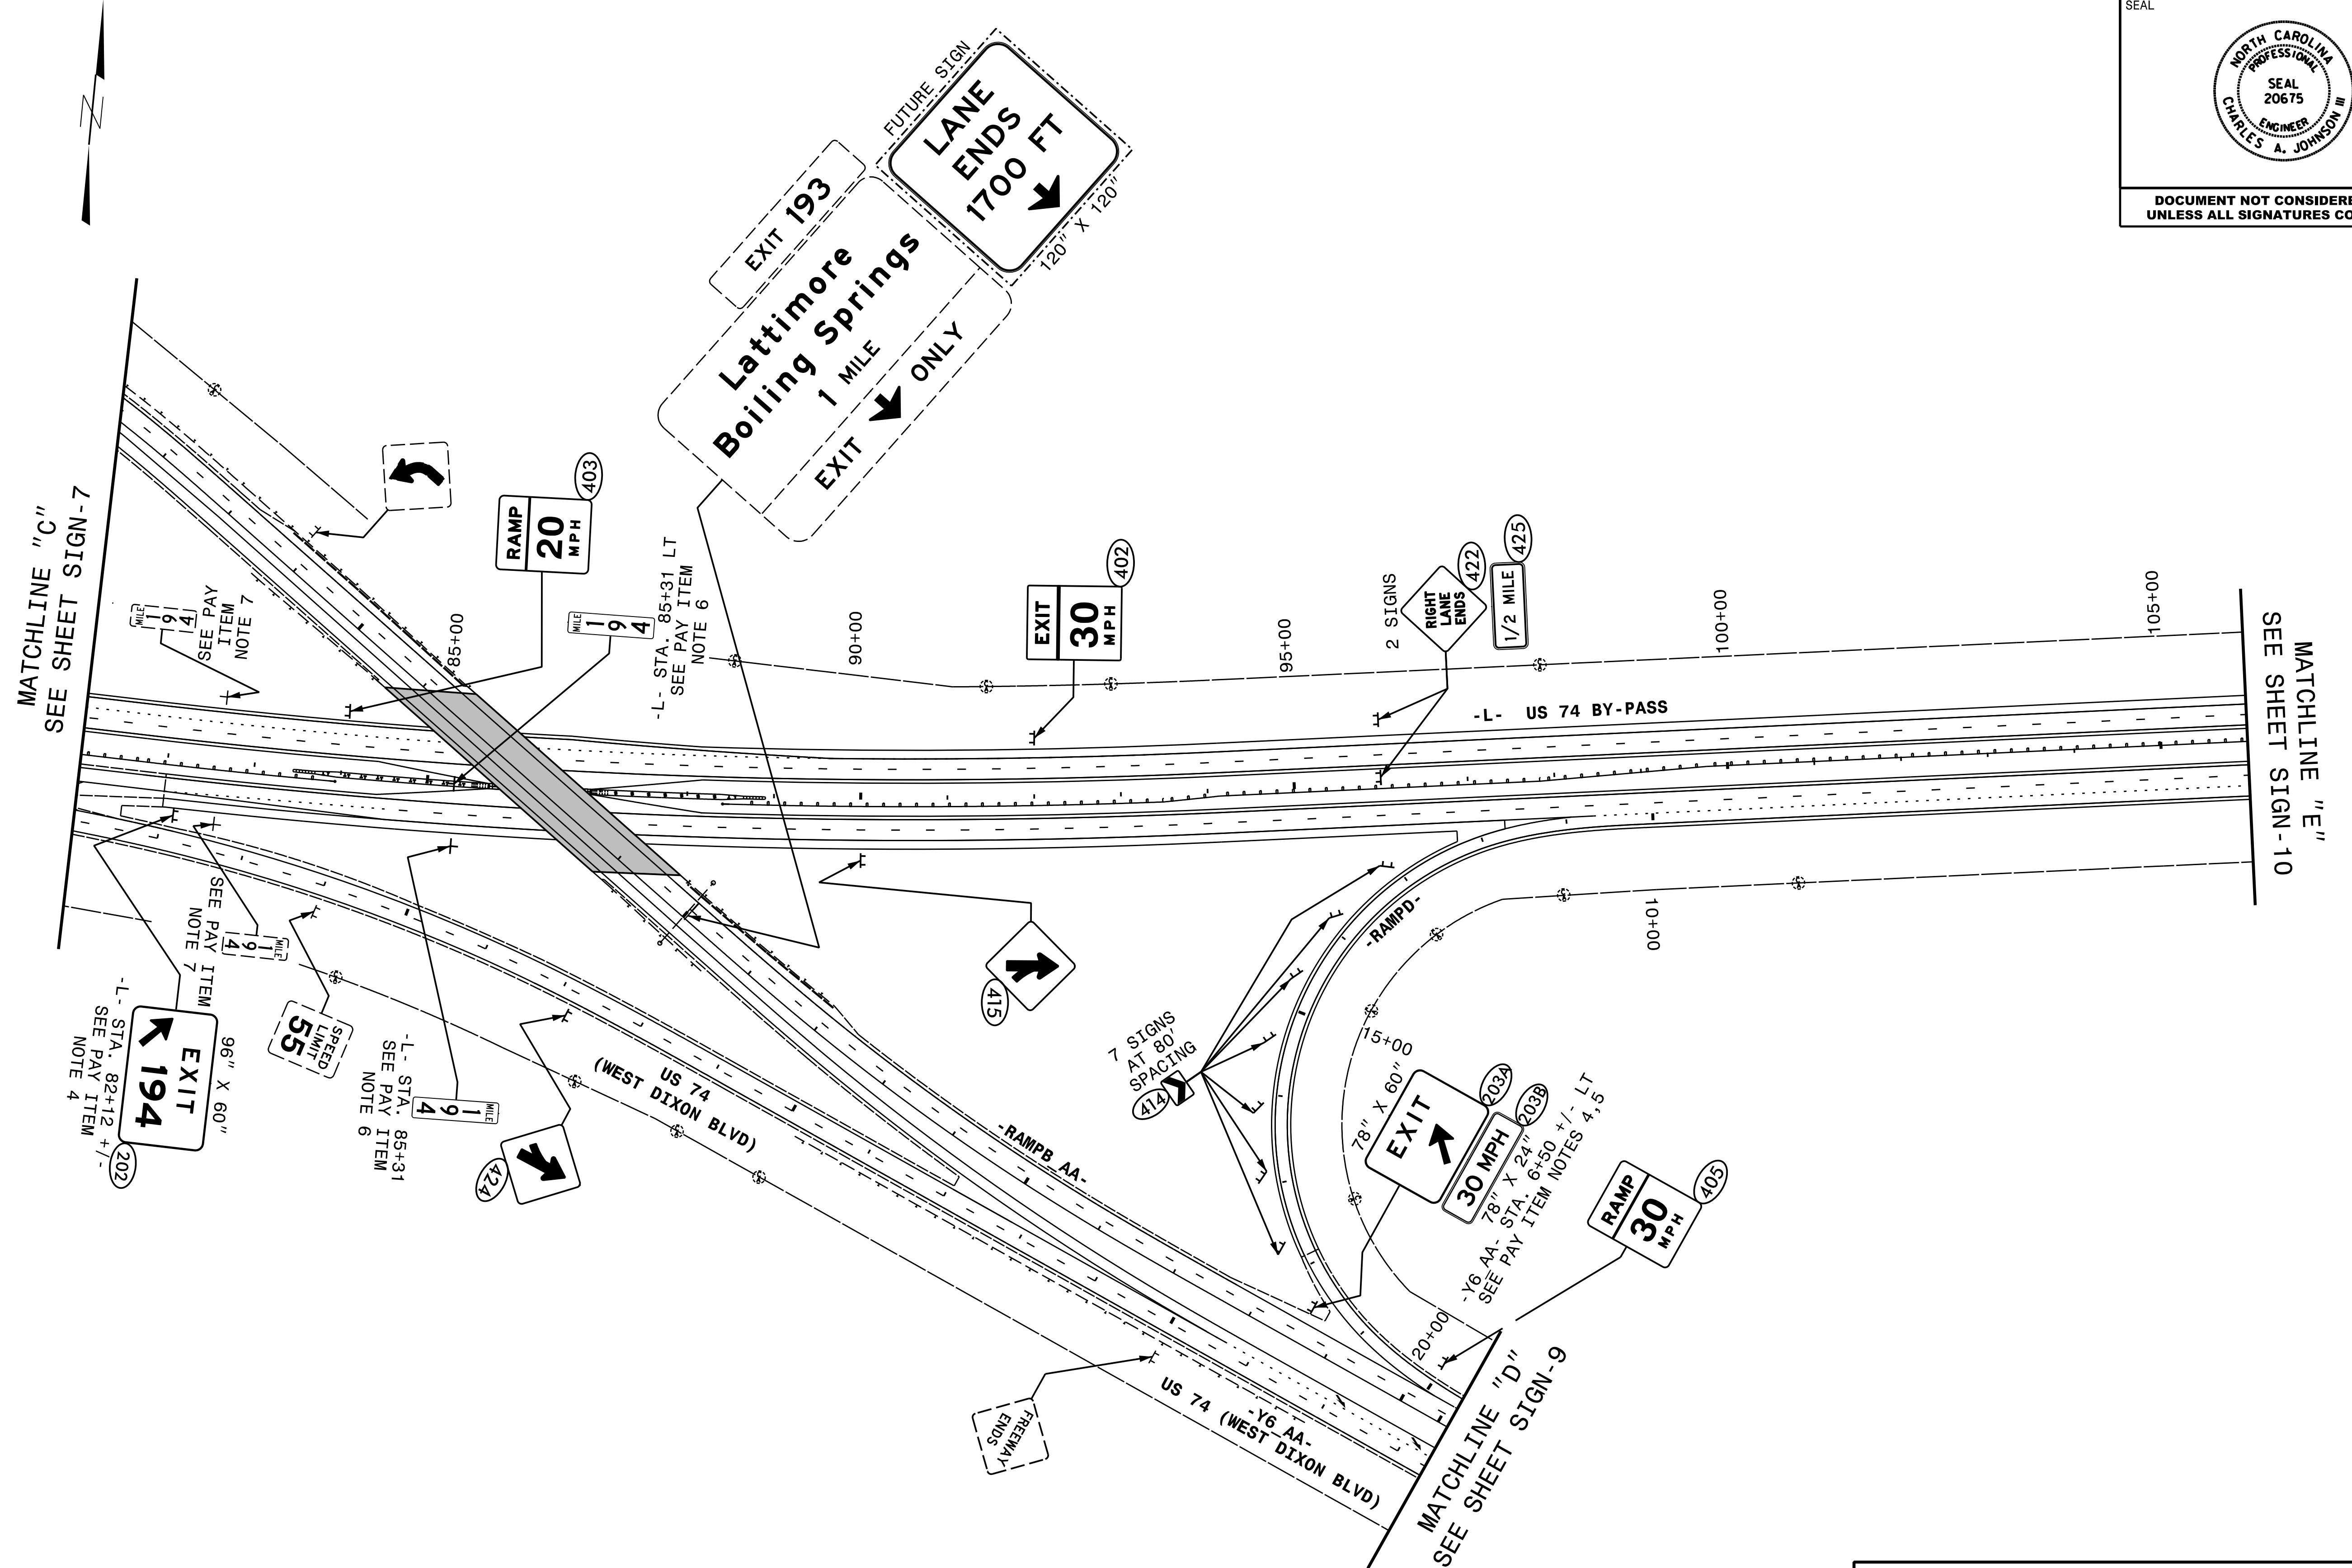 SEAL
NORTH CAROLINA
PROFESSIONAL
SEAL
20675
ENGINEER
CHARLES A. JOHNSON III
DOCUMENT NOT CONSIDERE
UNLESS ALL SIGNATURES CO
N
FUTURE SIGN
LANE
ENDS
1700 FT
120" X 120"
EXIT 193
Lattimore
Boiling Springs
1 MILE
EXIT ONLY
MATCHLINE "C"
SEE SHEET SIGN-7
MILE
194
SEE PAY
ITEM
NOTE 7
85+00
RAMP
20
MPH
403
MILE
194
-L- STA. 85+31 LT
SEE PAY ITEM
NOTE 6
90+00
EXIT
30
MPH
402
95+00
2 SIGNS
RIGHT
LANE
ENDS
422
1/2 MILE
425
100+00
105+00
-L- US 74 BY-PASS
MATCHLINE "E"
SEE SHEET SIGN-10
SEE PAY ITEM
NOTE 7
MILE
194
-L- STA. 82+12 +/-
SEE PAY ITEM
NOTE 4
EXIT
194
96" X 60"
202
SPEED
LIMIT
55
-L- STA. 85+31
SEE PAY ITEM
NOTE 6
MILE
194
424
US 74
(WEST DIXON BLVD)
415
-RAMPB AA-
7 SIGNS
AT 80'
SPACING
414
-RAMPD-
10+00
15+00
78" X 60"
EXIT
203A
30 MPH
203B
78" X 24"
-Y6 AA- STA. 6+50 +/- LT
SEE PAY ITEM NOTES 4,5
RAMP
30
MPH
405
20+00
FREEWAY
ENDS
-Y6 AA-
US 74 (WEST DIXON BLVD)
MATCHLINE "D"
SEE SHEET SIGN-9